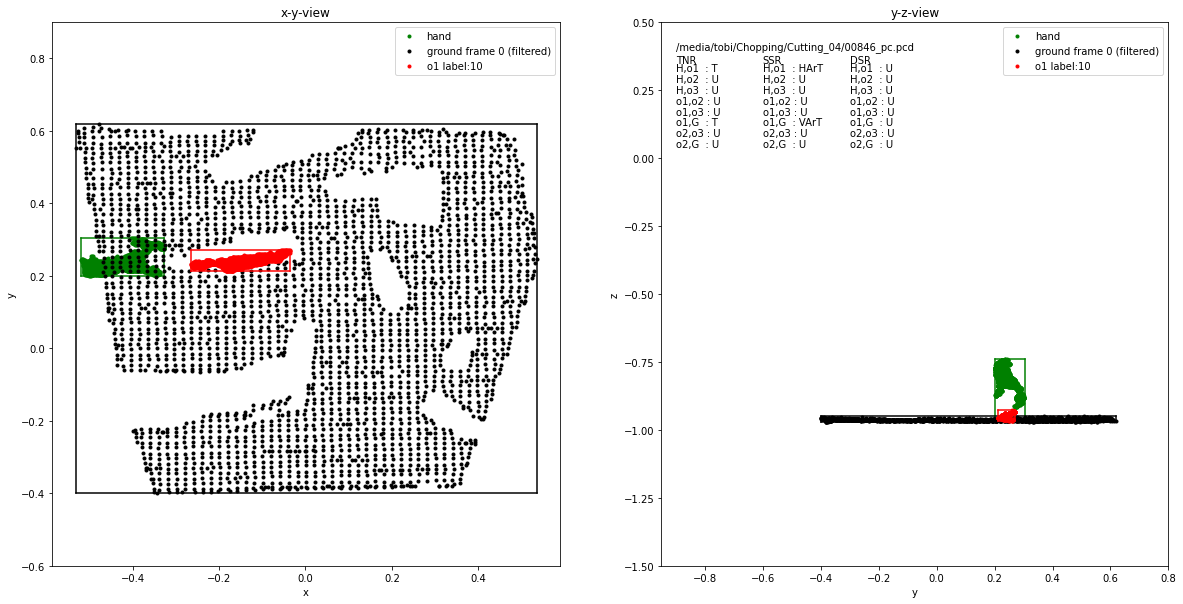 x-y-view
hand
ground frame 0 (filtered)
o1 label:10
0.8
0.6
0.4
0.2
0.0
−0.2
−0.4
−0.6
y
−0.4 −0.2 0.0 0.2 0.4
x
y-z-view
hand
ground frame 0 (filtered)
o1 label:10
/media/tobi/Chopping/Cutting_04/00846_pc.pcd
TNR SSR DSR
H,o1 : T H,o1 : HArT H,o1 : U
H,o2 : U H,o2 : U H,o2 : U
H,o3 : U H,o3 : U H,o3 : U
o1,o2 : U o1,o2 : U o1,o2 : U
o1,o3 : U o1,o3 : U o1,o3 : U
o1,G : T o1,G : VArT o1,G : U
o2,o3 : U o2,o3 : U o2,o3 : U
o2,G : U o2,G : U o2,G : U
0.50
0.25
0.00
−0.25
−0.50
−0.75
−1.00
−1.25
−1.50
z
−0.8 −0.6 −0.4 −0.2 0.0 0.2 0.4 0.6 0.8
y